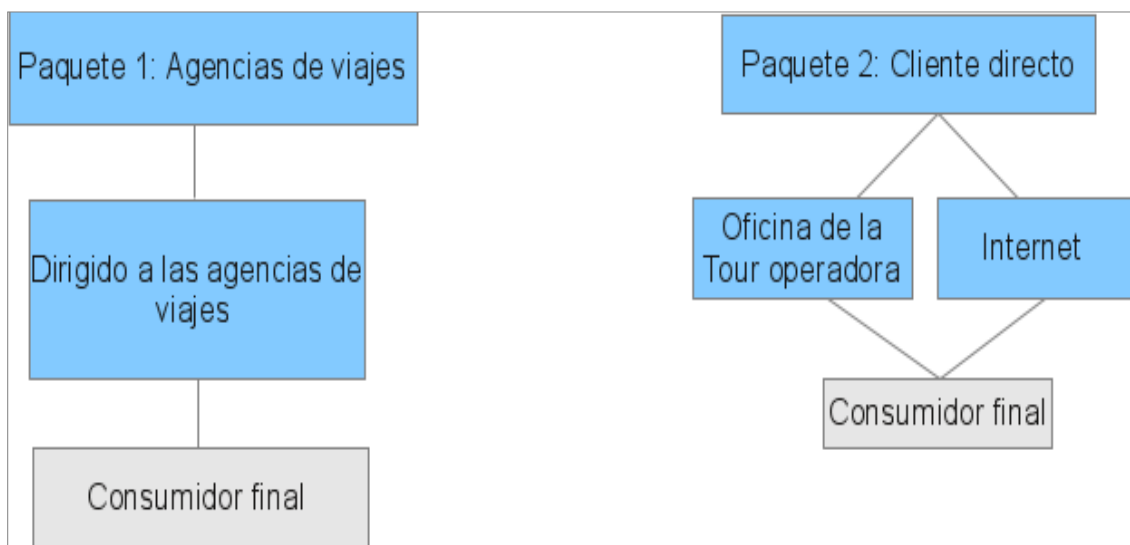 Paquete 1: Agencias de viajes
Dirigido a las agencias de
viajes
Consumidor final
Paquete 2: Cliente directo
Oficina de la
Tour operadora
Internet
Consumidor final